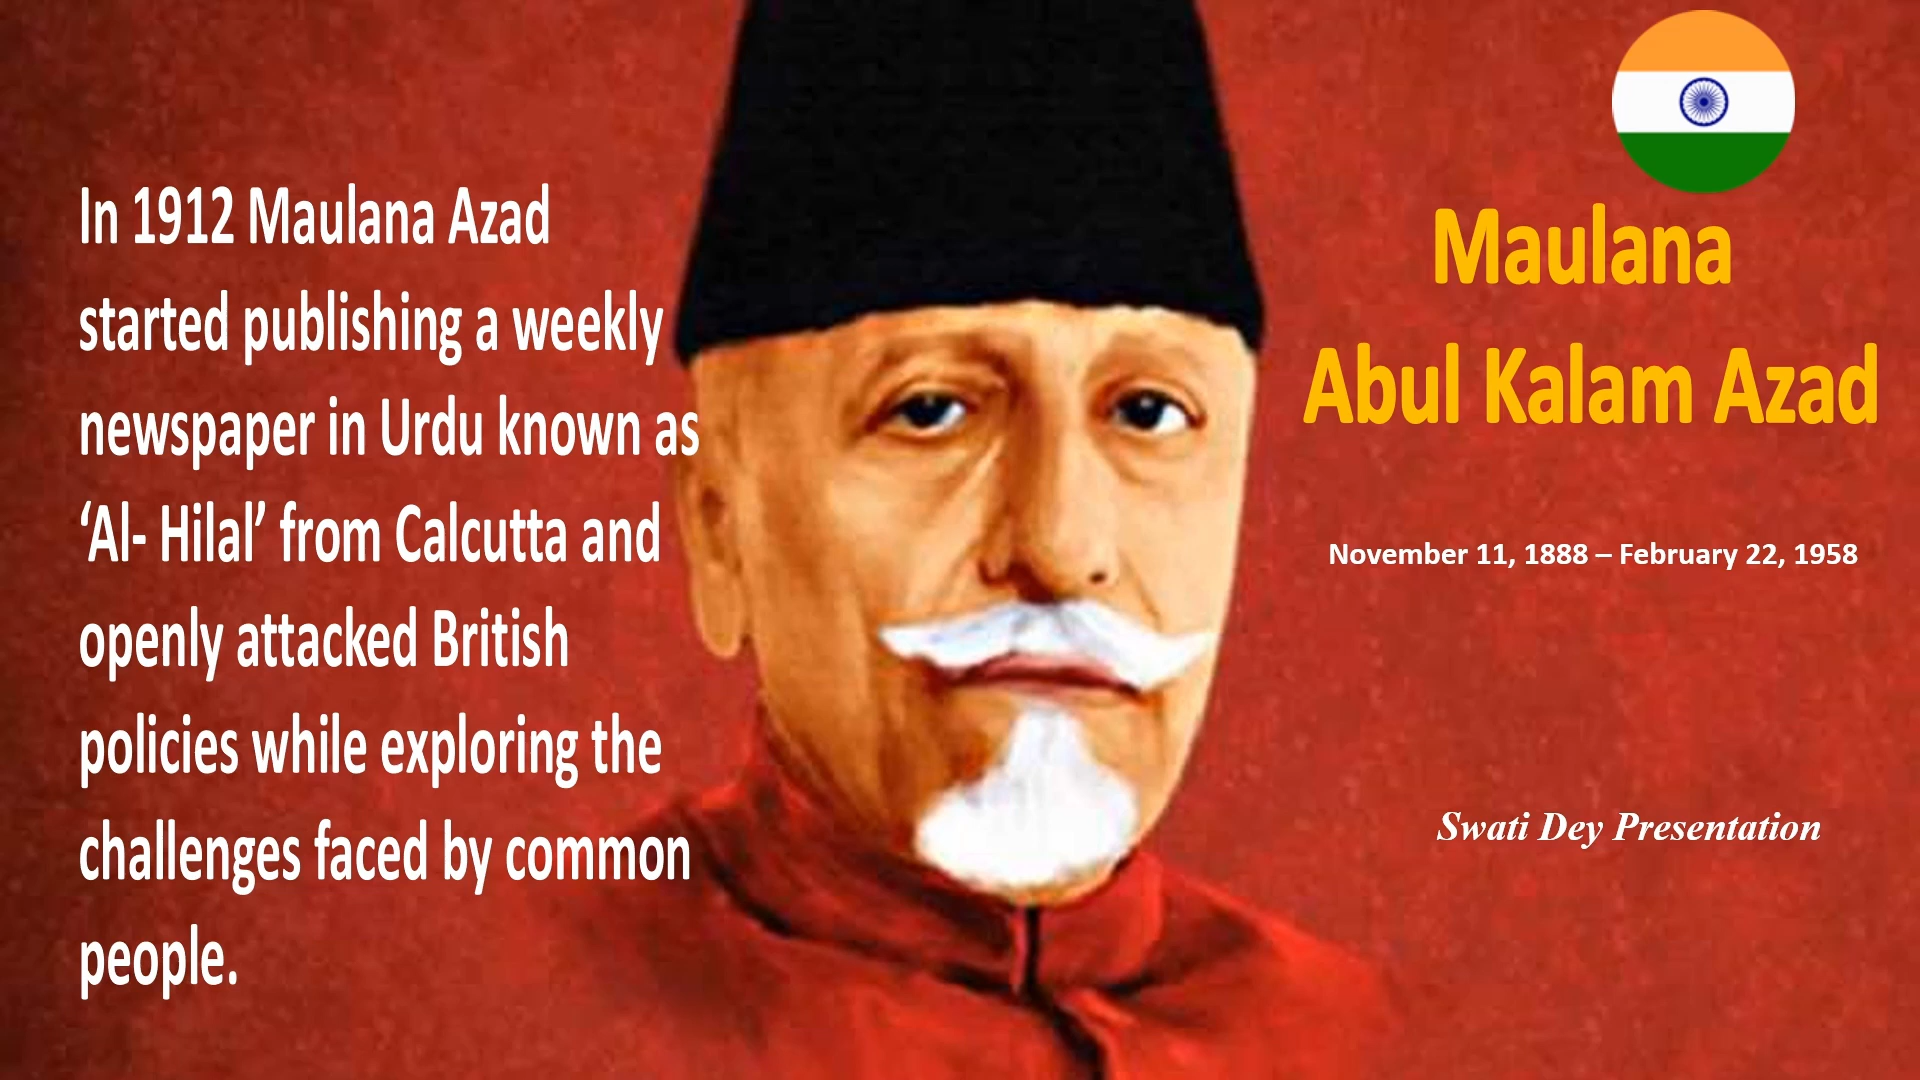 In 1912 Maulana Azad
started publishing a weekly
newspaper in Urdu known as
‘Al- Hilal’ from Calcutta and
openly attacked British
policies while exploring the
challenges faced by common
people.
Maulana
Abul Kalam Azad
November 11, 1888 – February 22, 1958
Swati Dey Presentation